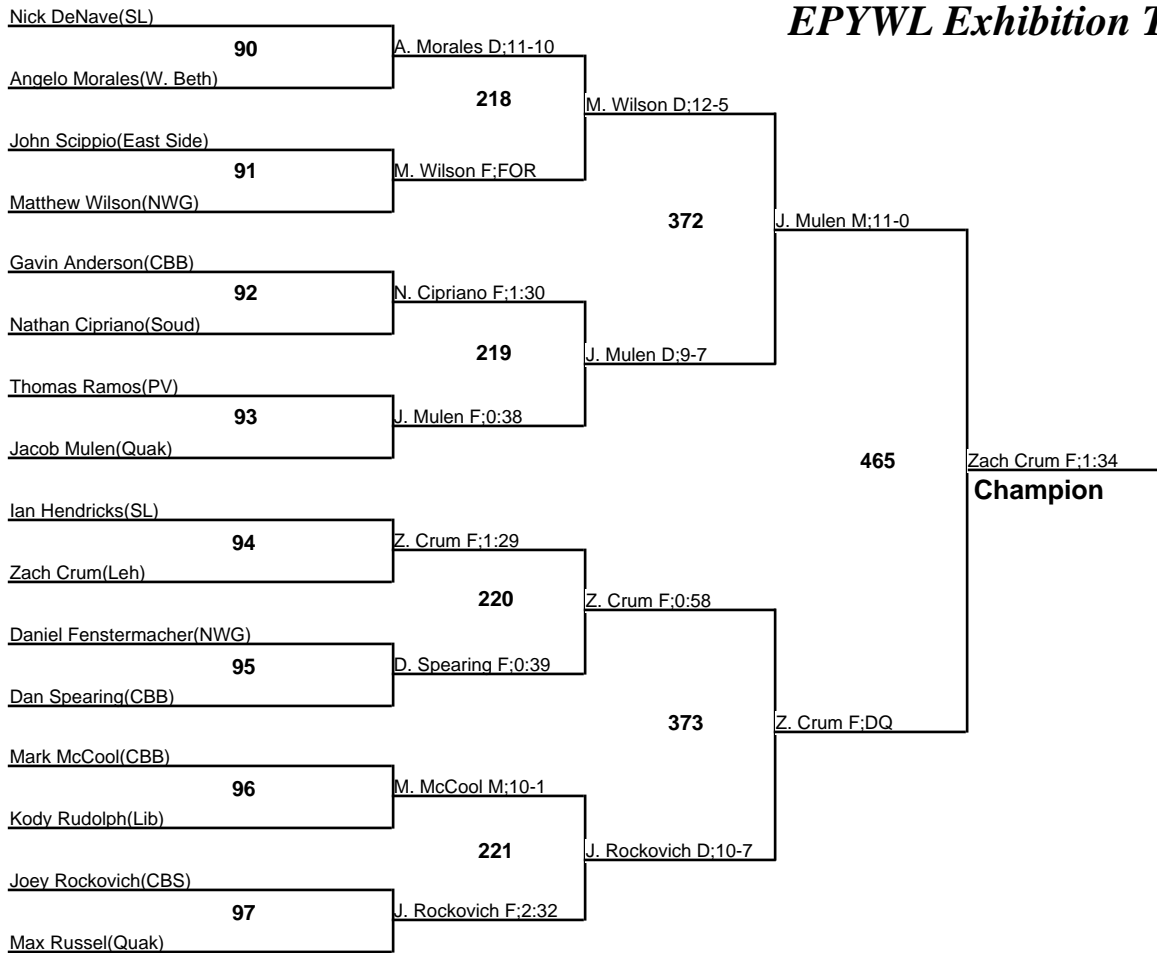 EPYWL Exhibition T
Nick DeNave(SL)
90
Angelo Morales(W. Beth)
John Scippio(East Side)
91
Matthew Wilson(NWG)
Gavin Anderson(CBB)
92
Nathan Cipriano(Soud)
Thomas Ramos(PV)
93
Jacob Mulen(Quak)
Ian Hendricks(SL)
94
Zach Crum(Leh)
Daniel Fenstermacher(NWG)
95
Dan Spearing(CBB)
Mark McCool(CBB)
96
Kody Rudolph(Lib)
Joey Rockovich(CBS)
97
Max Russel(Quak)
A. Morales D;11-10
218
M. Wilson F;FOR
N. Cipriano F;1:30
219
J. Mulen F;0:38
Z. Crum F;1:29
220
D. Spearing F;0:39
M. McCool M;10-1
221
J. Rockovich F;2:32
M. Wilson D;12-5
372
J. Mulen D;9-7
Z. Crum F;0:58
373
J. Rockovich D;10-7
J. Mulen M;11-0
465
Z. Crum F;DQ
Zach Crum F;1:34
Champion